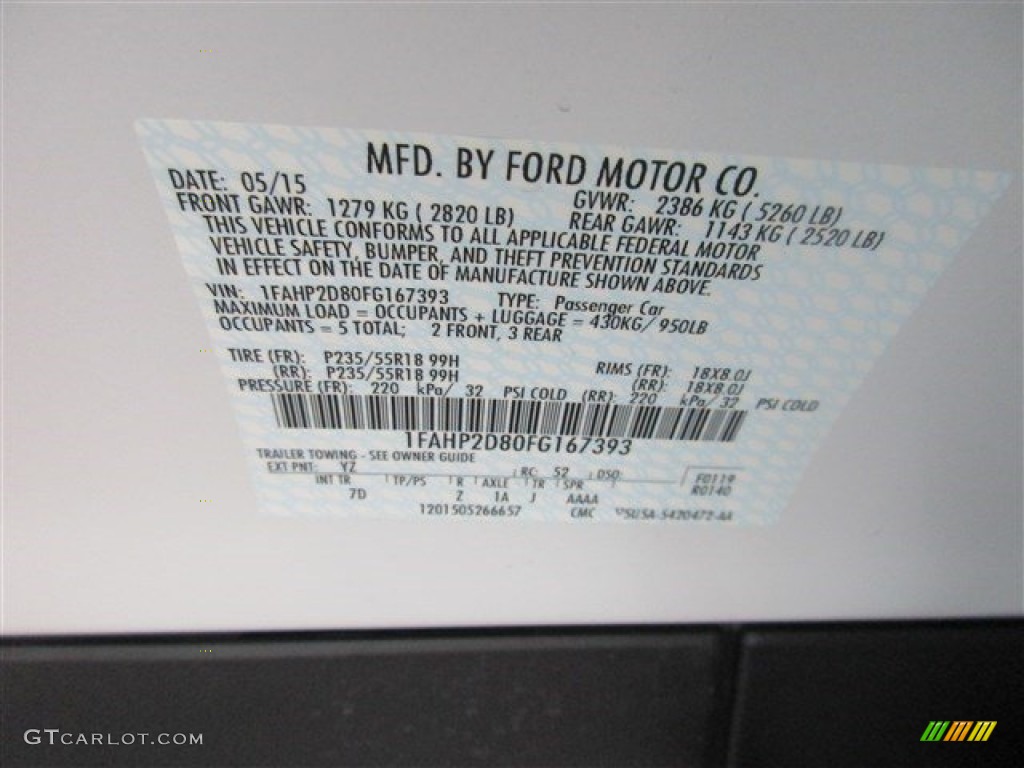 MFD. BY FORD MOTOR CO.
DATE: 05/15 GVWR: 2386 KG ( 5260 LB)
FRONT GAWR: 1279 KG ( 2820 LB) REAR GAWR: 1143 KG ( 2520 LB)
THIS VEHICLE CONFORMS TO ALL APPLICABLE FEDERAL MOTOR
VEHICLE SAFETY, BUMPER, AND THEFT PREVENTION STANDARDS
IN EFFECT ON THE DATE OF MANUFACTURE SHOWN ABOVE.
VIN: 1FAHP2D80FG167393 TYPE: Passenger Car
MAXIMUM LOAD = OCCUPANTS + LUGGAGE = 430KG/ 950LB
OCCUPANTS = 5 TOTAL; 2 FRONT, 3 REAR
TIRE (FR): P235/55R18 99H RIMS (FR): 18X8.0J
(RR): P235/55R18 99H (RR): 18X8.0J
PRESSURE (FR): 220 kPa/ 32 PSI COLD (RR): 220 kPa/ 32 PSI COLD
1FAHP2D80FG167393
TRAILER TOWING - SEE OWNER GUIDE
EXT PNT: YZ RC: 52 DSO: F0119
INT TR TP/PS R AXLE TR SPR R0140
7D Z 1A J AAAA
1201505266657 CMC 5U5A-5420472-AA
GTCARLOT.COM